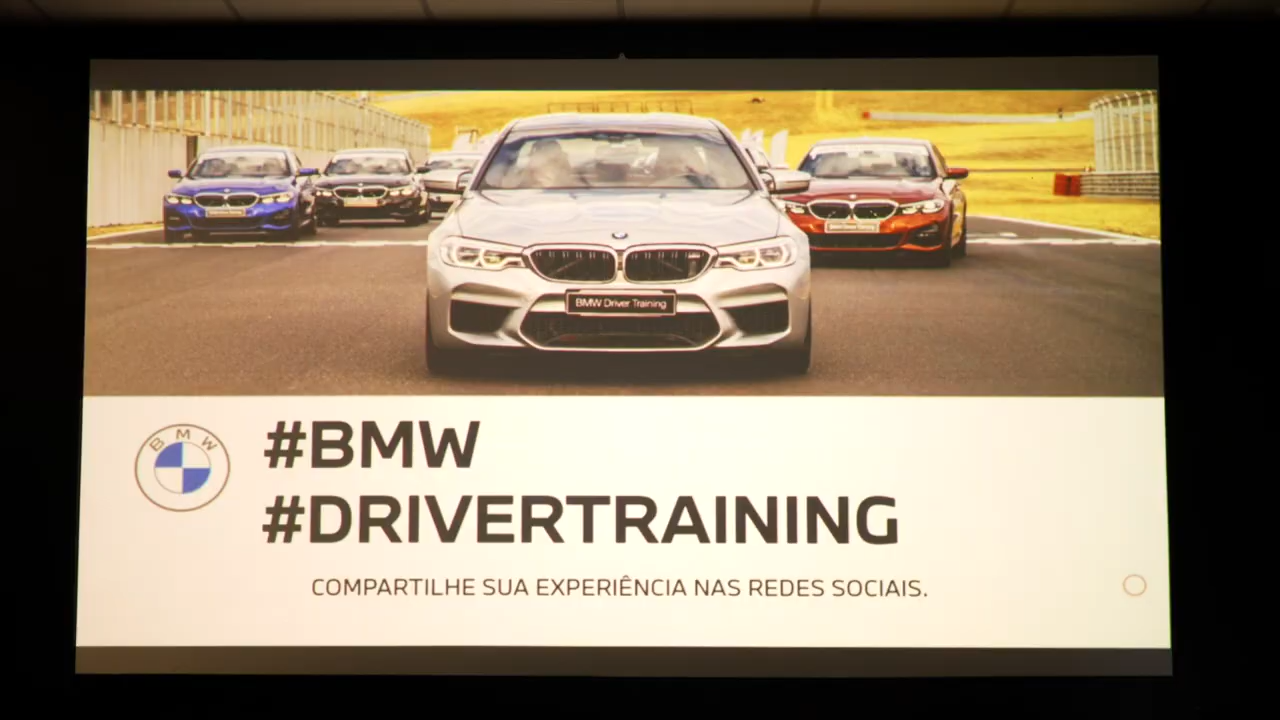 BMW Driver Training
BMW
#BMW
#DRIVERTRAINING
COMPARTILHE SUA EXPERIÊNCIA NAS REDES SOCIAIS.